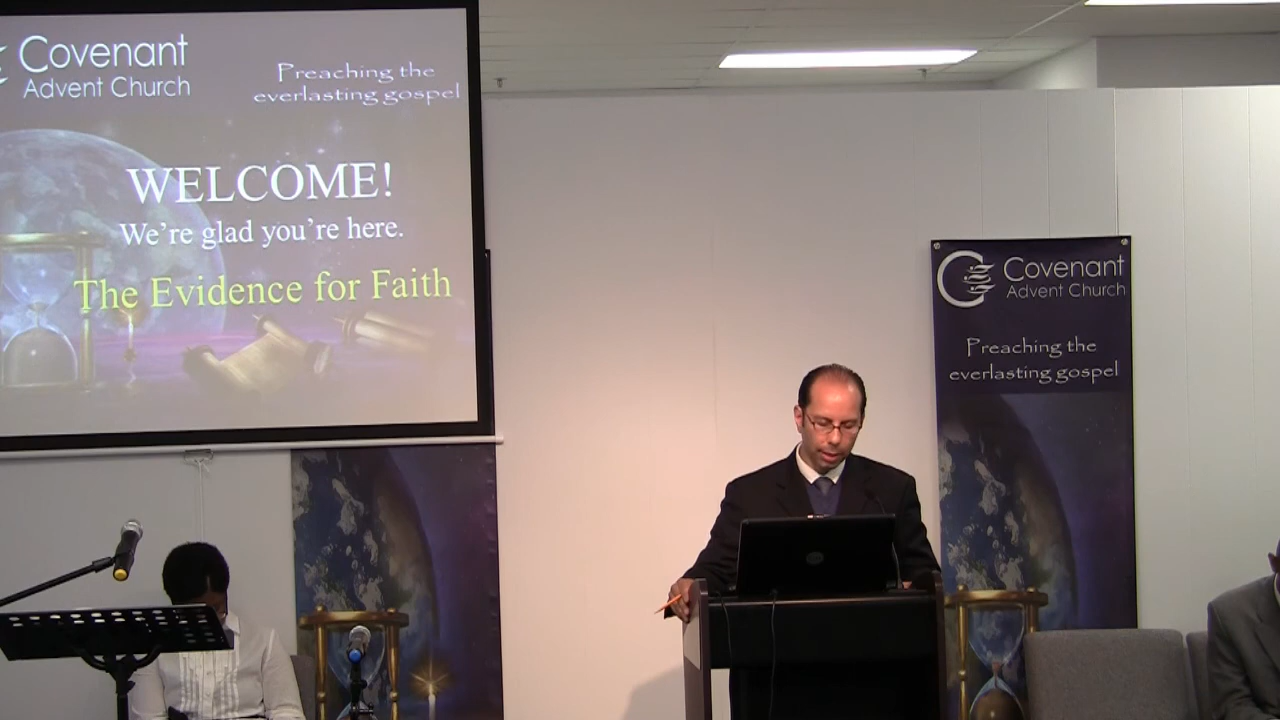 Covenant
Advent Church
Preaching the
everlasting gospel
WELCOME!
We're glad you're here.
The Evidence for Faith
Covenant
Advent Church
Preaching the
everlasting gospel